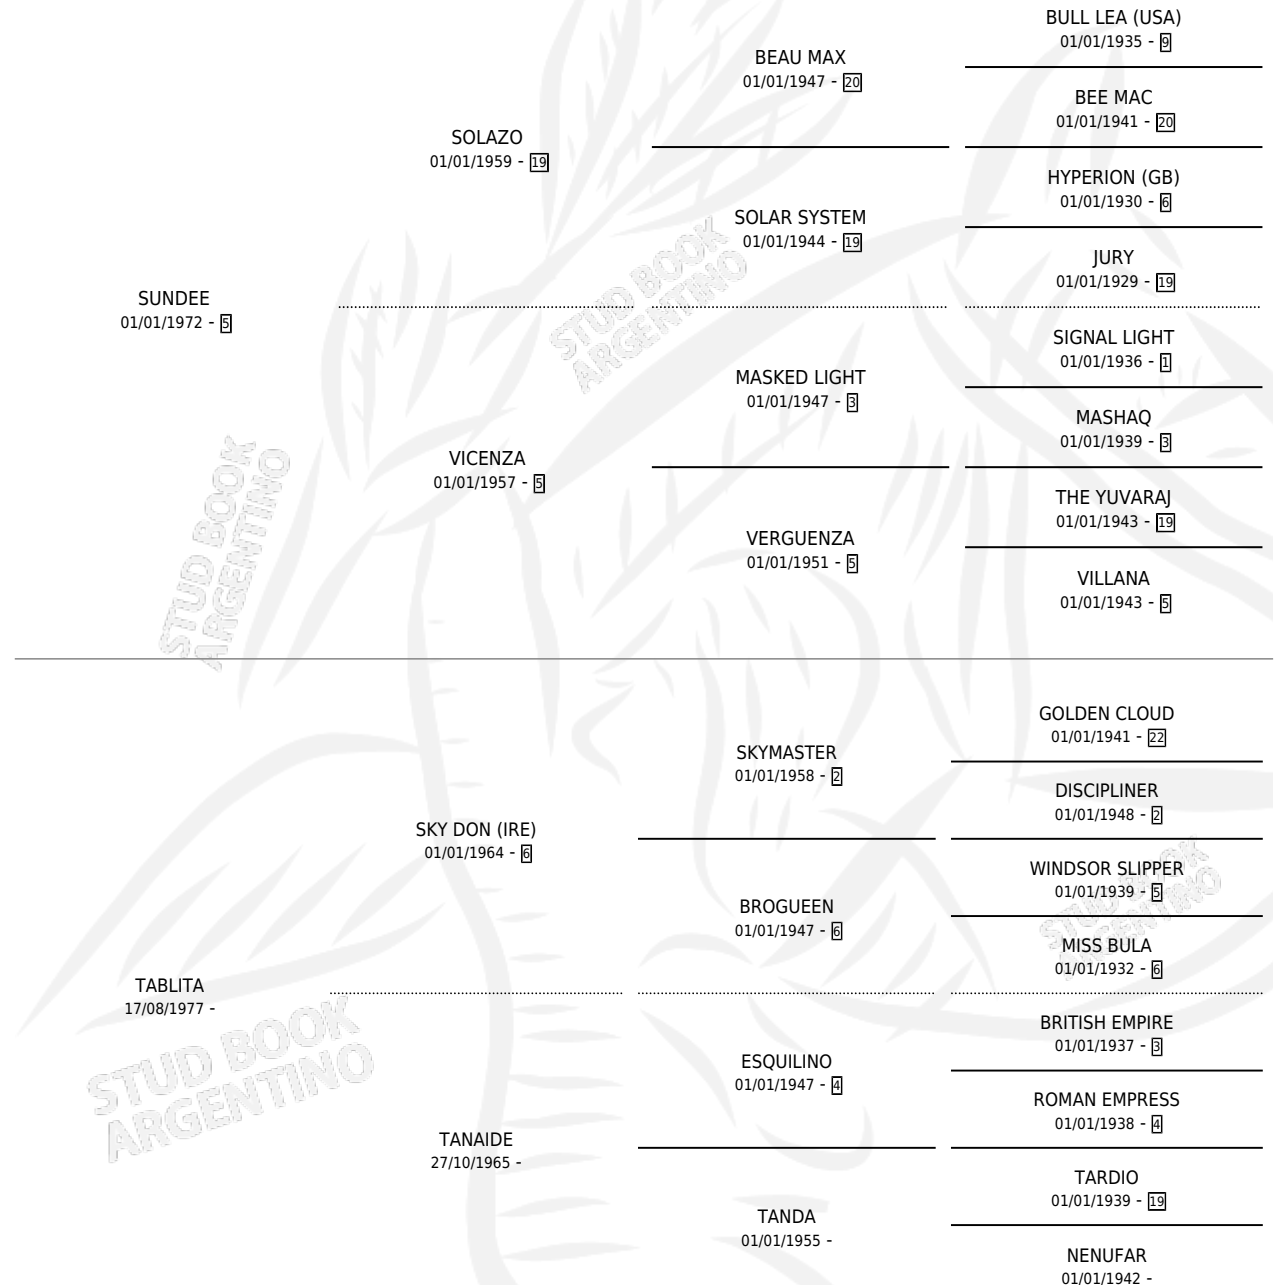 BULL LEA (USA)
01/01/1935 - 9
BEAU MAX
01/01/1947 - 20
BEE MAC
01/01/1941 - 20
SOLAZO
01/01/1959 - 19
HYPERION (GB)
01/01/1930 - 6
SOLAR SYSTEM
01/01/1944 - 19
JURY
01/01/1929 - 19
SUNDEE
01/01/1972 - 5
SIGNAL LIGHT
01/01/1936 - 1
MASKED LIGHT
01/01/1947 - 3
MASHAQ
01/01/1939 - 3
VICENZA
01/01/1957 - 5
THE YUVARAJ
01/01/1943 - 19
VERGUENZA
01/01/1951 - 5
VILLANA
01/01/1943 - 5
STUD BOOK
ARGENTINO
STUD BOOK
ARGENTINO
GOLDEN CLOUD
01/01/1941 - 22
SKYMASTER
01/01/1958 - 2
DISCIPLINER
01/01/1948 - 2
SKY DON (IRE)
01/01/1964 - 6
WINDSOR SLIPPER
01/01/1939 - 5
BROGUEEN
01/01/1947 - 6
MISS BULA
01/01/1932 - 6
STUD BOOK
ARGENTINO
TABLITA
17/08/1977 -
BRITISH EMPIRE
01/01/1937 - 3
ESQUILINO
01/01/1947 - 4
ROMAN EMPRESS
01/01/1938 - 4
STUD BOOK
ARGENTINO
TANAIDE
27/10/1965 -
TARDIO
01/01/1939 - 19
TANDA
01/01/1955 -
NENUFAR
01/01/1942 -